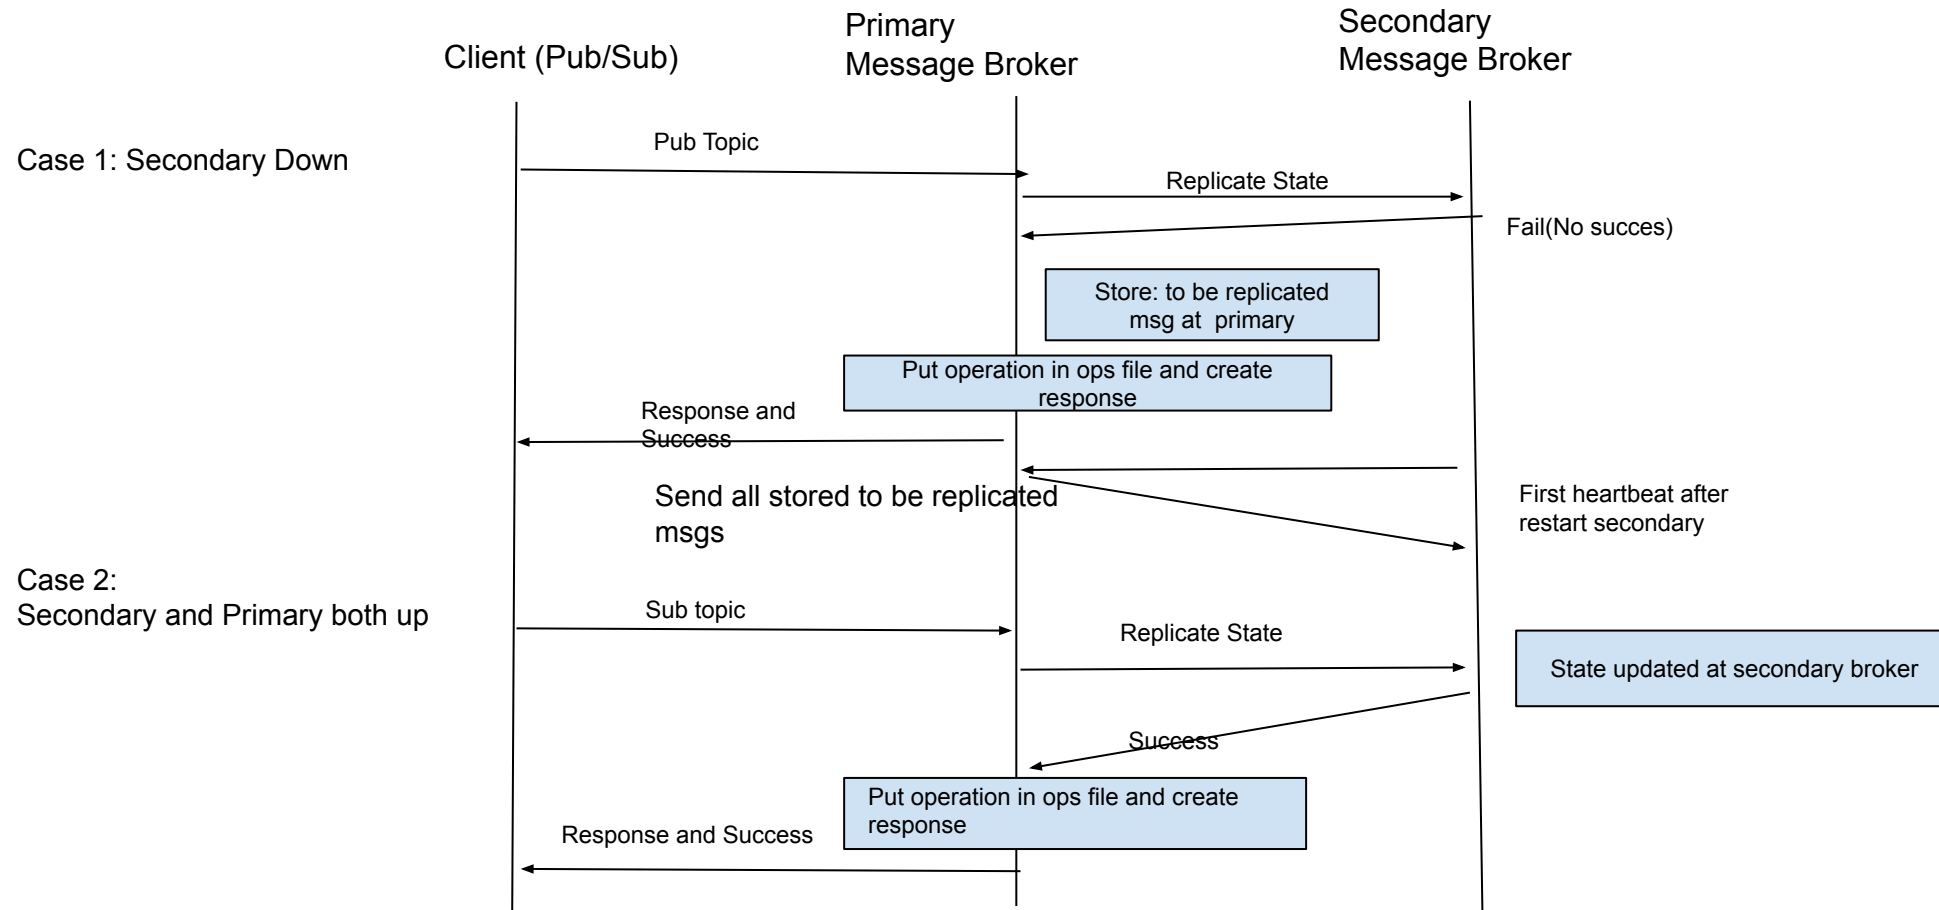 Client (Pub/Sub)
Primary
Message Broker
Secondary
Message Broker
Case 1: Secondary Down
Pub Topic
Replicate State
Fail(No succes)
Store: to be replicated
msg at  primary
Put operation in ops file and create
response
Response and
Success
Send all stored to be replicated
msgs
First heartbeat after
restart secondary
Case 2:
Secondary and Primary both up
Sub topic
Replicate State
State updated at secondary broker
Success
Put operation in ops file and create
response
Response and Success